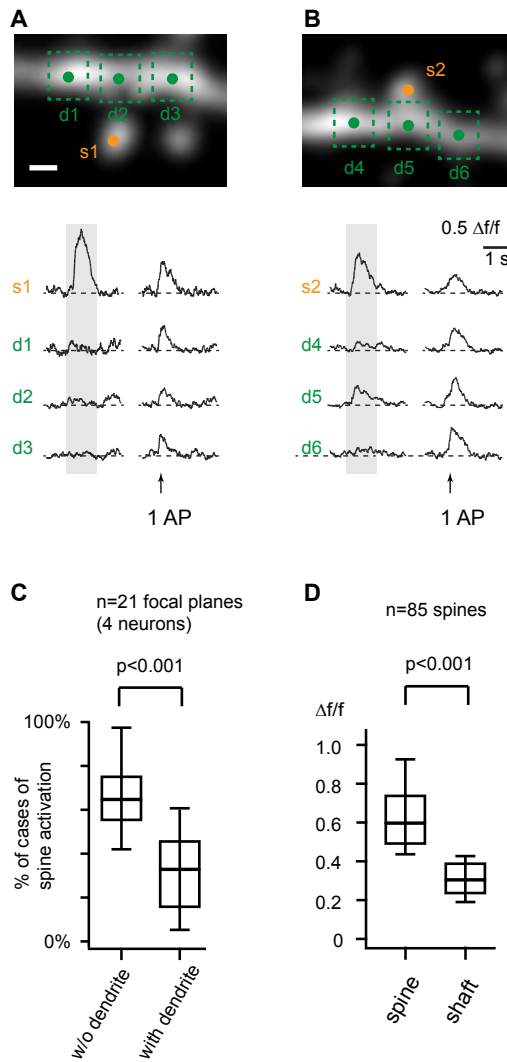 A
B
d1
d2
d3
s1
s2
d4
d5
d6
0.5 Δf/f
1 s
s1
d1
d2
d3
1 AP
s2
d4
d5
d6
1 AP
C
n=21 focal planes
(4 neurons)
p<0.001
100%
0%
% of cases of
spine activation
w/o dendrite
with dendrite
D
n=85 spines
p<0.001
Δf/f
1.0
0.8
0.6
0.4
0.2
0
spine
shaft